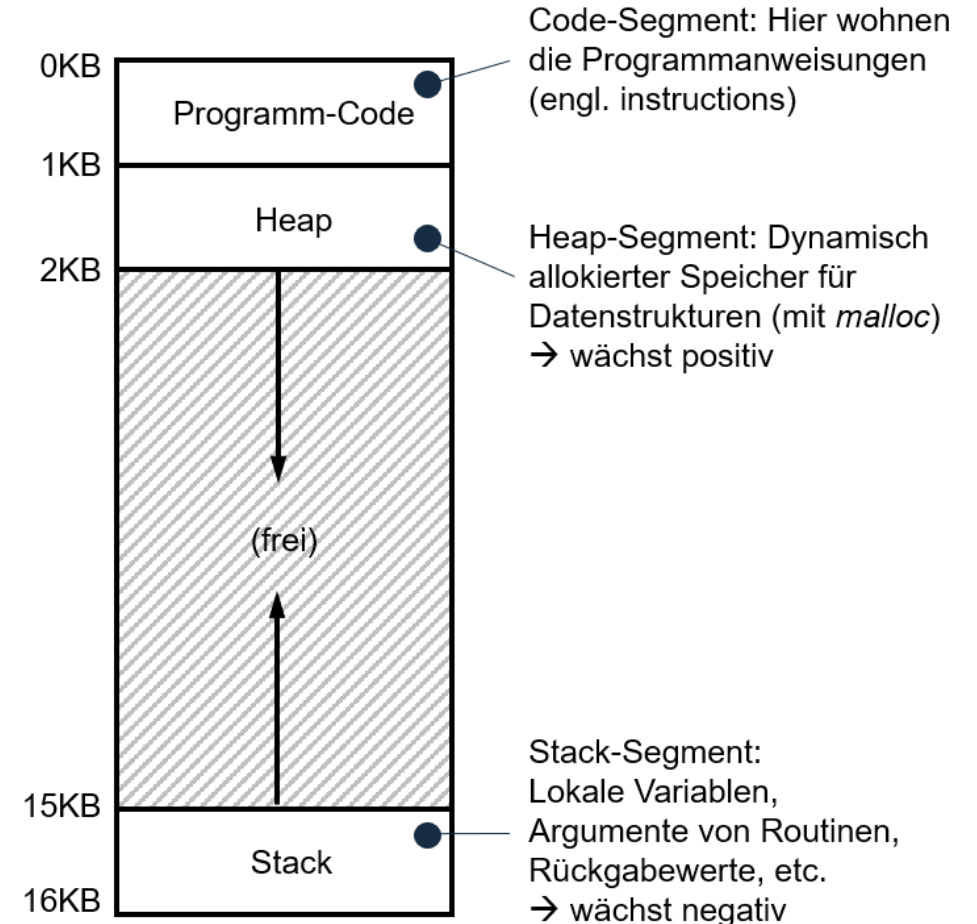 0KB
Programm-Code
Code-Segment: Hier wohnen
die Programmanweisungen
(engl. instructions)
1KB
Heap
Heap-Segment: Dynamisch
allokierter Speicher für
Datenstrukturen (mit malloc)
→ wächst positiv
2KB
(frei)
15KB
Stack
Stack-Segment:
Lokale Variablen,
Argumente von Routinen,
Rückgabewerte, etc.
→ wächst negativ
16KB